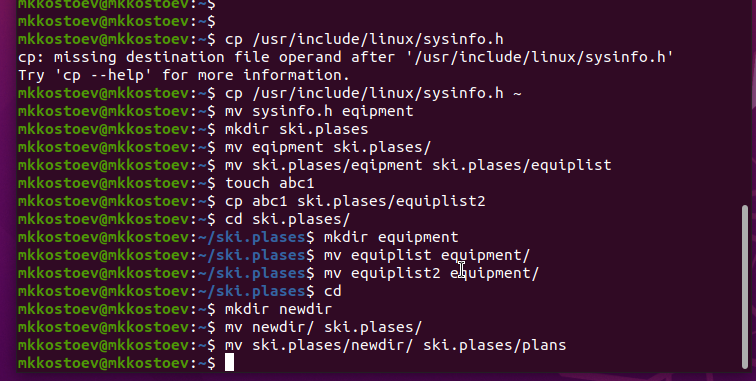 mkkostoev@mkkostoev:~$
mkkostoev@mkkostoev:~$
mkkostoev@mkkostoev:~$ cp /usr/include/linux/sysinfo.h
cp: missing destination file operand after '/usr/include/linux/sysinfo.h'
Try 'cp --help' for more information.
mkkostoev@mkkostoev:~$ cp /usr/include/linux/sysinfo.h ~
mkkostoev@mkkostoev:~$ mv sysinfo.h eqipment
mkkostoev@mkkostoev:~$ mkdir ski.plases
mkkostoev@mkkostoev:~$ mv eqipment ski.plases/
mkkostoev@mkkostoev:~$ mv ski.plases/eqipment ski.plases/equiplist
mkkostoev@mkkostoev:~$ touch abc1
mkkostoev@mkkostoev:~$ cp abc1 ski.plases/equiplist2
mkkostoev@mkkostoev:~$ cd ski.plases/
mkkostoev@mkkostoev:~/ski.plases$ mkdir equipment
mkkostoev@mkkostoev:~/ski.plases$ mv equiplist equipment/
mkkostoev@mkkostoev:~/ski.plases$ mv equiplist2 equipment/
mkkostoev@mkkostoev:~/ski.plases$ cd
mkkostoev@mkkostoev:~$ mkdir newdir
mkkostoev@mkkostoev:~$ mv newdir/ ski.plases/
mkkostoev@mkkostoev:~$ mv ski.plases/newdir/ ski.plases/plans
mkkostoev@mkkostoev:~$